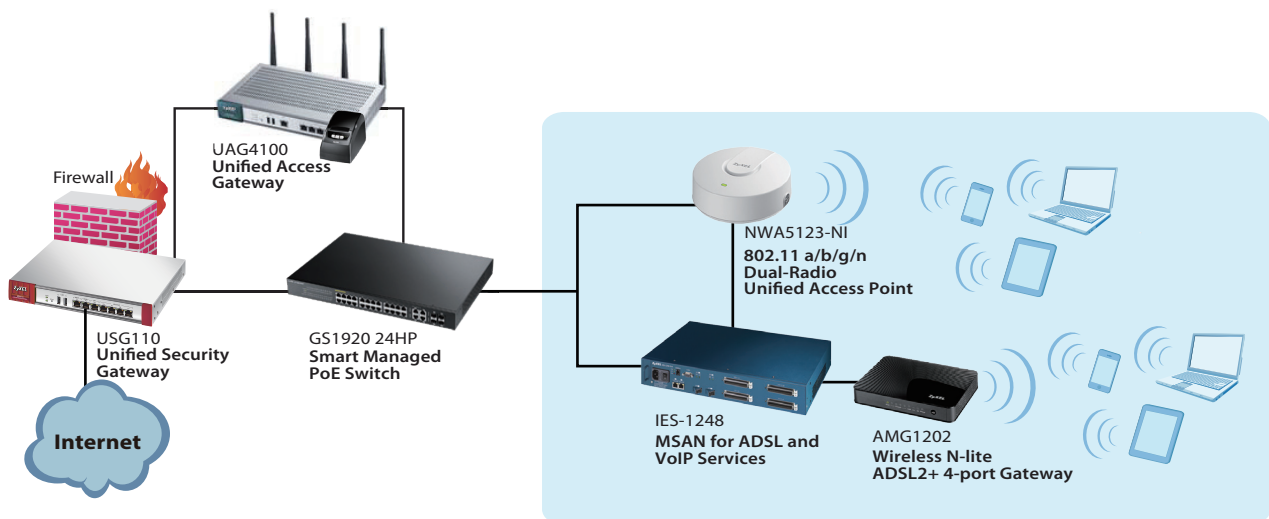 UAG4100
Unified Access
Gateway
Firewall
USG110
Unified Security
Gateway
Internet
GS1920 24HP
Smart Managed
PoE Switch
ZyXEL
NWA5123-NI
802.11 a/b/g/n
Dual-Radio
Unified Access Point
IES-1248
MSAN for ADSL and
VoIP Services
ZyXEL
AMG1202
Wireless N-lite
ADSL2+ 4-port Gateway